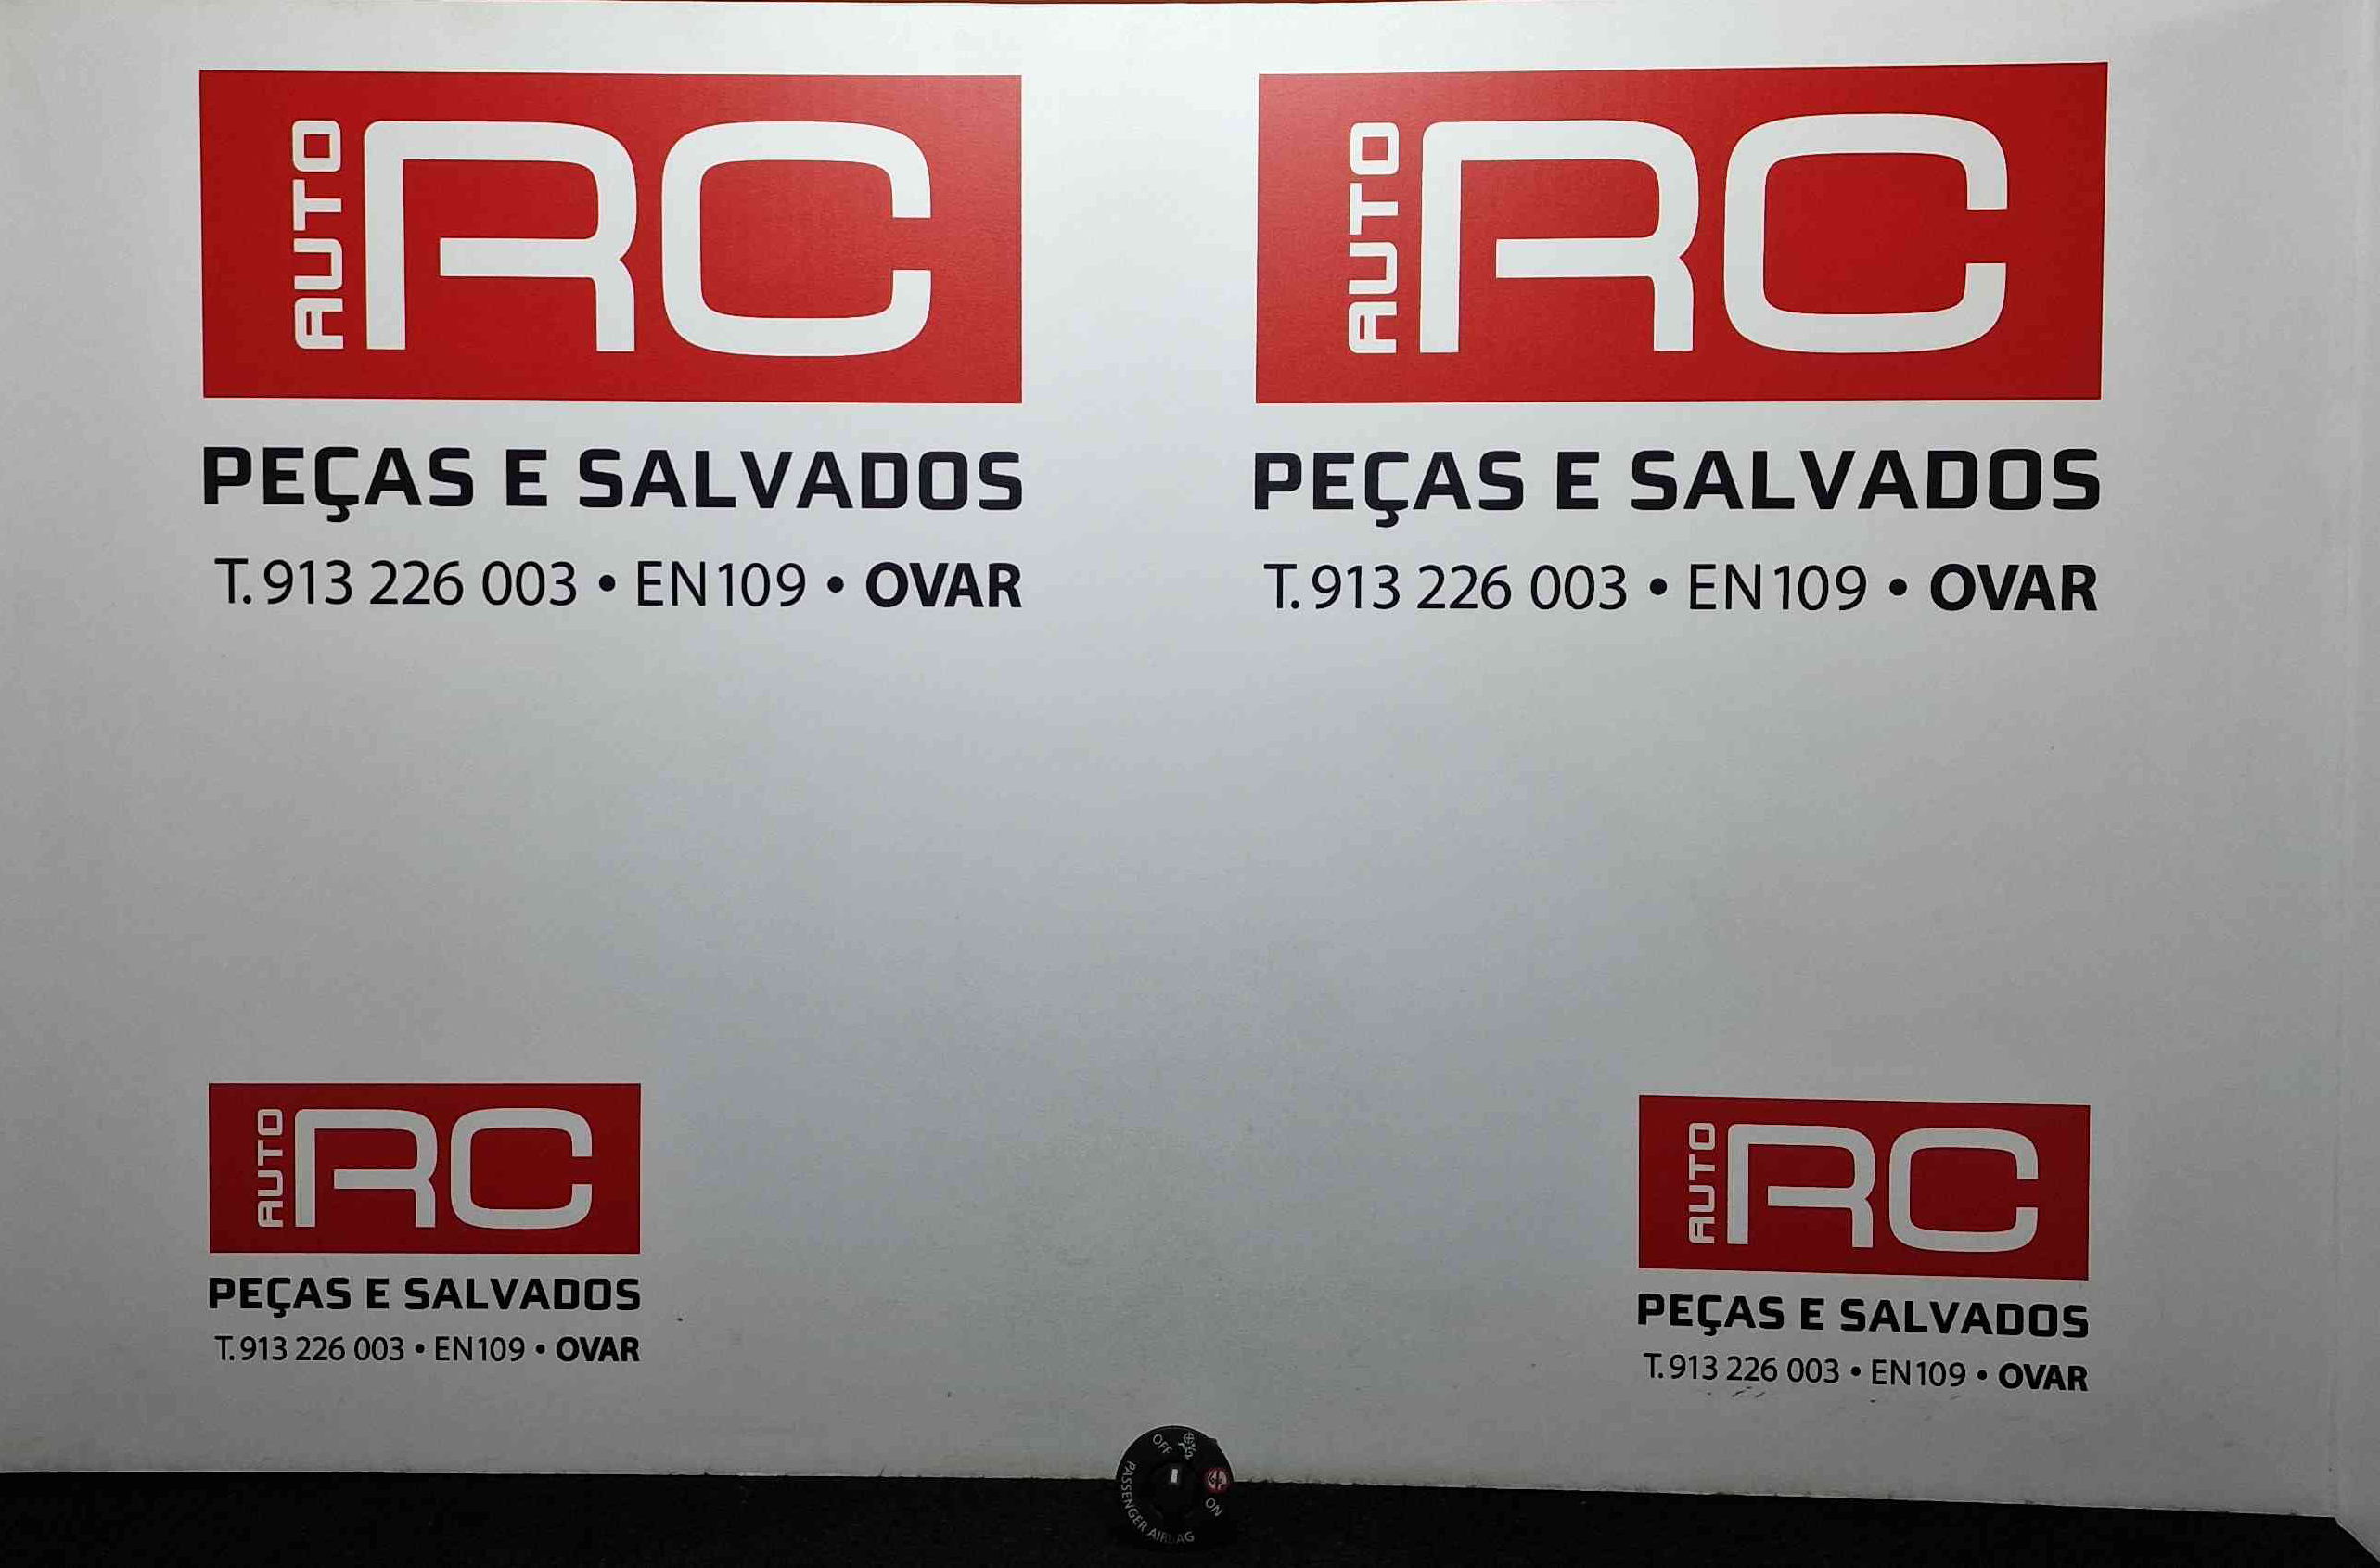 AUTO RC
PEÇAS E SALVADOS
T. 913 226 003 • EN109 • OVAR
AUTO RC
PEÇAS E SALVADOS
T. 913 226 003 • EN109 • OVAR
AUTO RC
PEÇAS E SALVADOS
T. 913 226 003 • EN109 • OVAR
AUTO RC
PEÇAS E SALVADOS
T. 913 226 003 • EN109 • OVAR
OFF
ON
PASSENGER AIRBAG